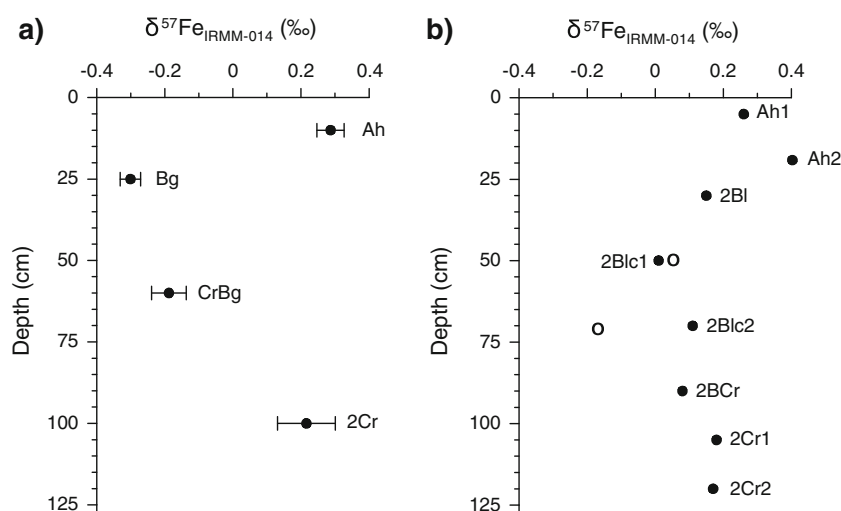 a)
δ⁵⁷Fe_IRMM-014 (‰)
-0.4 -0.2 0 0.2 0.4
0
25
50
75
100
125
Depth (cm)
Ah
Bg
CrBg
2Cr
b)
δ⁵⁷Fe_IRMM-014 (‰)
-0.4 -0.2 0 0.2 0.4
0
25
50
75
100
125
Depth (cm)
Ah1
Ah2
2Bl
2Blc1
2Blc2
2BCr
2Cr1
2Cr2